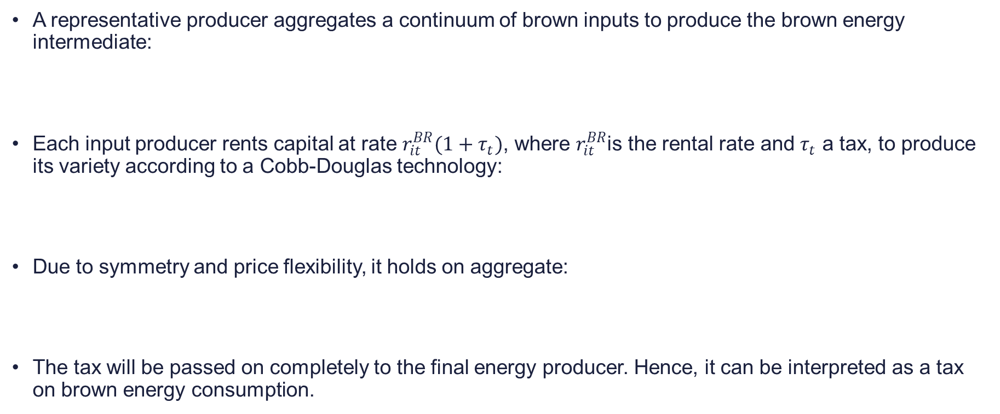 • A representative producer aggregates a continuum of brown inputs to produce the brown energy
intermediate:
• Each input producer rents capital at rate $r_{it}^{BR}(1 + \tau_t)$, where $r_{it}^{BR}$ is the rental rate and $\tau_t$ a tax, to produce
its variety according to a Cobb-Douglas technology:
• Due to symmetry and price flexibility, it holds on aggregate:
• The tax will be passed on completely to the final energy producer. Hence, it can be interpreted as a tax
on brown energy consumption.